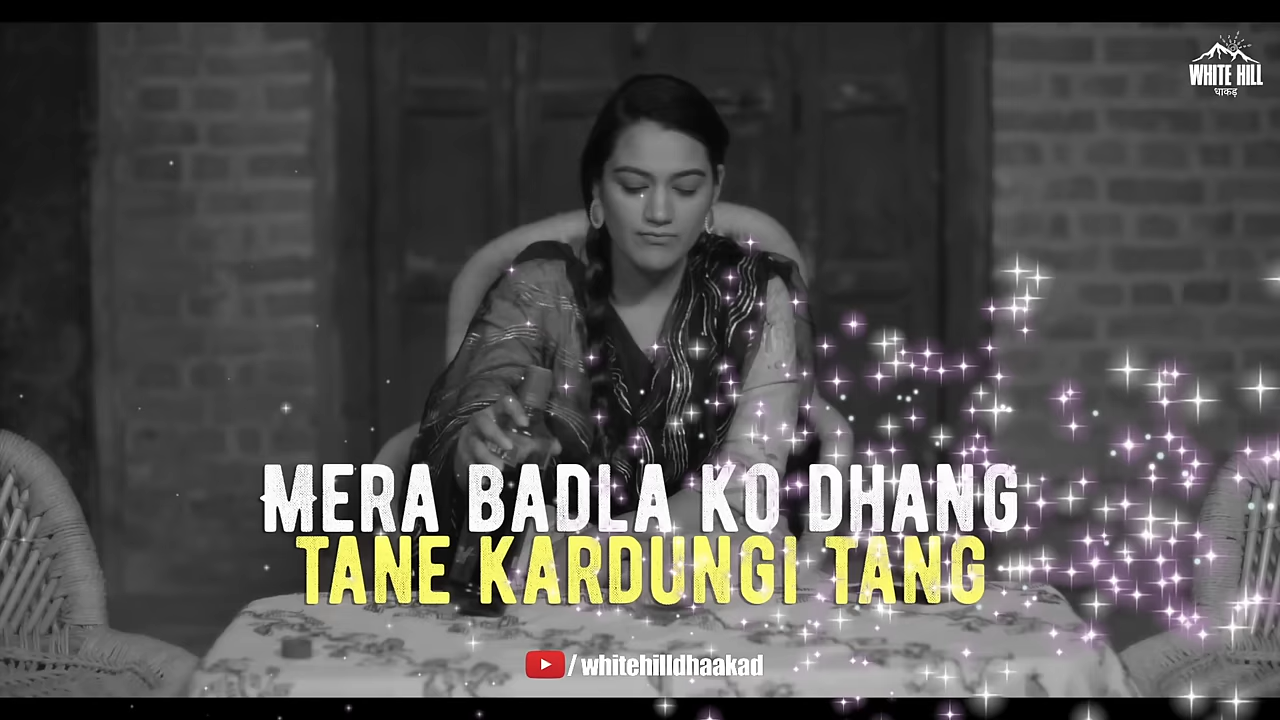 WHITE HILL
धाकड़
MERA BADLA KO DHANG
TANE KARDUNGI TANG
/whitehilldhaakad